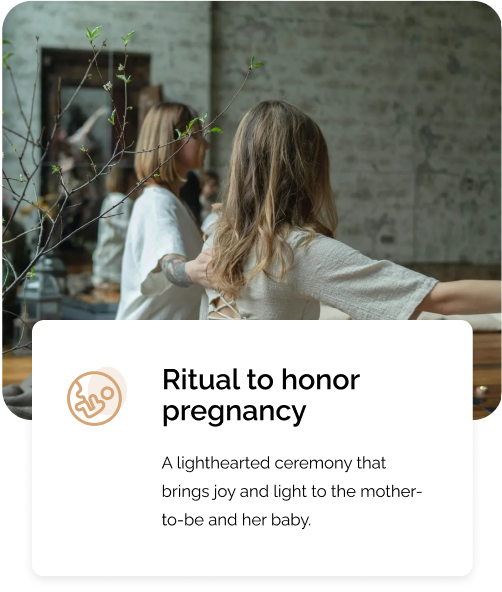 Ritual to honor
pregnancy
A lighthearted ceremony that
brings joy and light to the mother-
to-be and her baby.